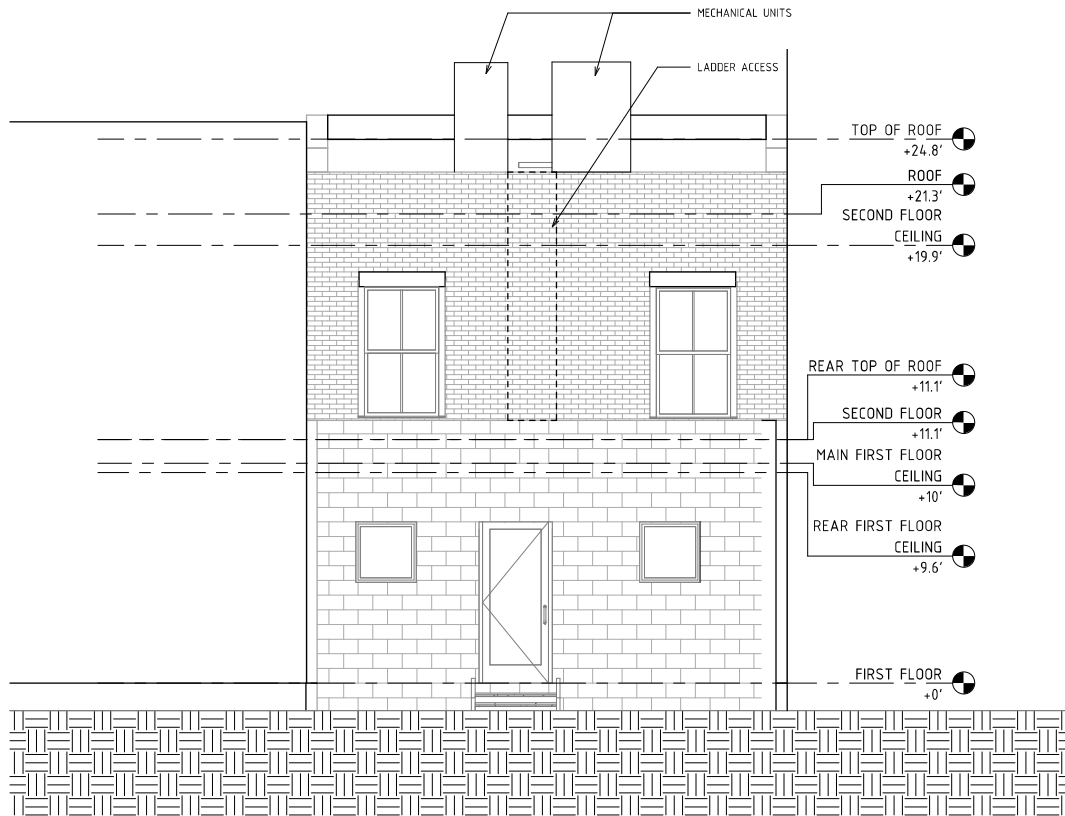 MECHANICAL UNITS
LADDER ACCESS
TOP OF ROOF
+24.8'
ROOF
+21.3'
SECOND FLOOR
CEILING
+19.9'
REAR TOP OF ROOF
+11.1'
SECOND FLOOR
+11.1'
MAIN FIRST FLOOR
CEILING
+10'
REAR FIRST FLOOR
CEILING
+9.6'
FIRST FLOOR
+0'